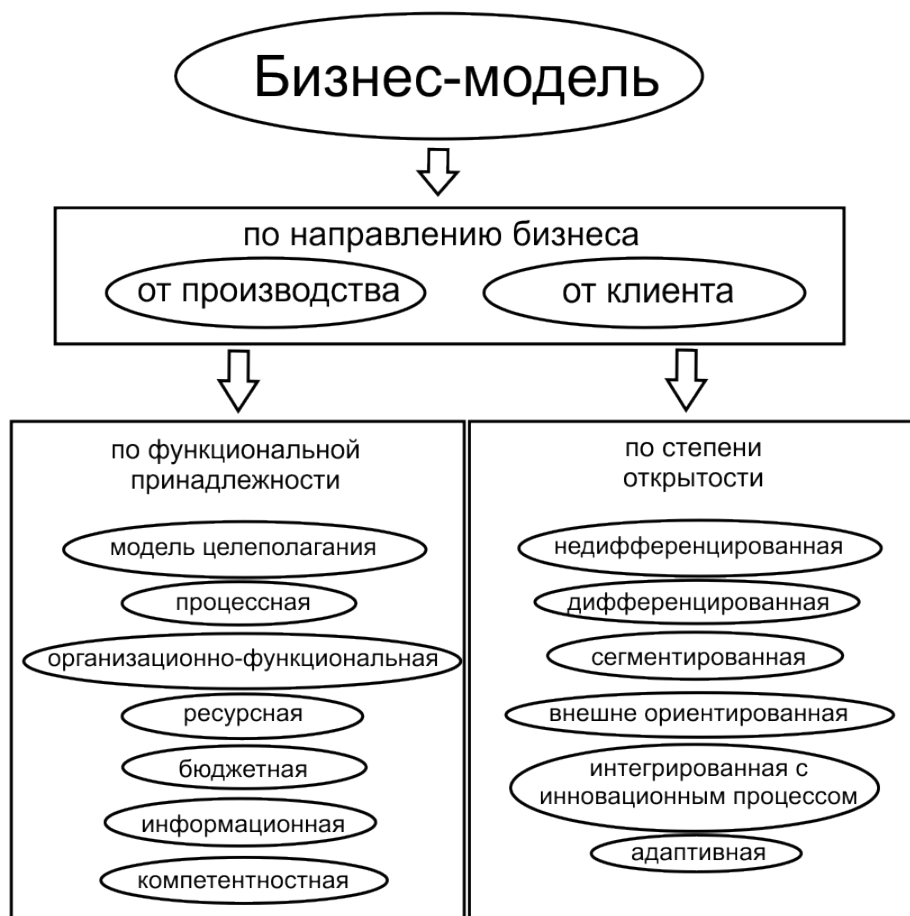 Бизнес-модель
по направлению бизнеса
от производства
от клиента
по функциональной
принадлежности
модель целеполагания
процессная
организационно-функциональная
ресурсная
бюджетная
информационная
компетентностная
по степени
открытости
недифференцированная
дифференцированная
сегментированная
внешне ориентированная
интегрированная с
инновационным процессом
адаптивная